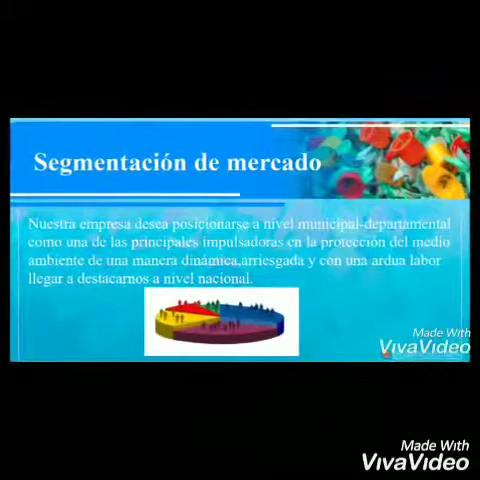 Segmentación de mercado
Nuestra empresa desea posicionarse a nivel municipal-departamental
como una de las principales impulsadoras en la protección del medio
ambiente de una manera dinámica,arriesgada y con una ardua labor
llegar a destacarnos a nivel nacional.
Made With
VivaVideo
Made With
VivaVideo